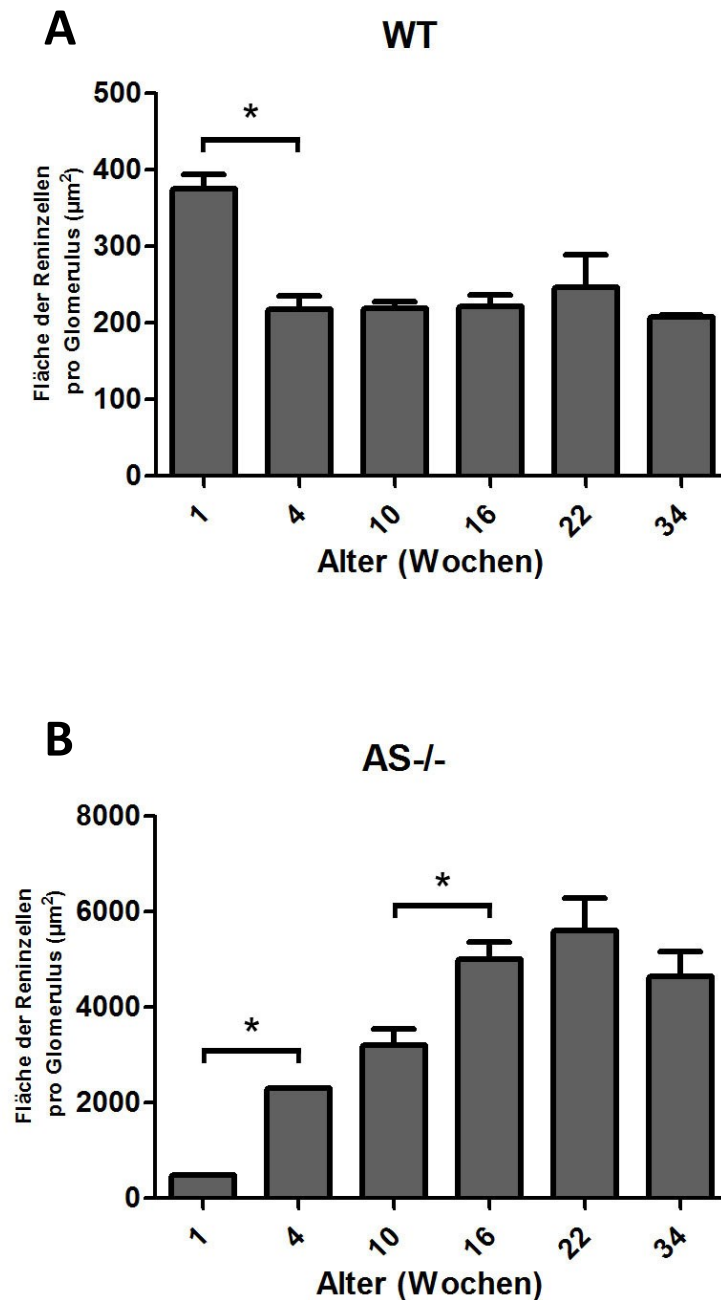 A
WT
500
400
300
200
100
0
*
Fläche der Reninzellen
pro Glomerulus (µm²)
1 4 10 16 22 34
Alter (Wochen)
B
AS-/-
8000
6000
4000
2000
0
*
*
Fläche der Reninzellen
pro Glomerulus (µm²)
1 4 10 16 22 34
Alter (Wochen)